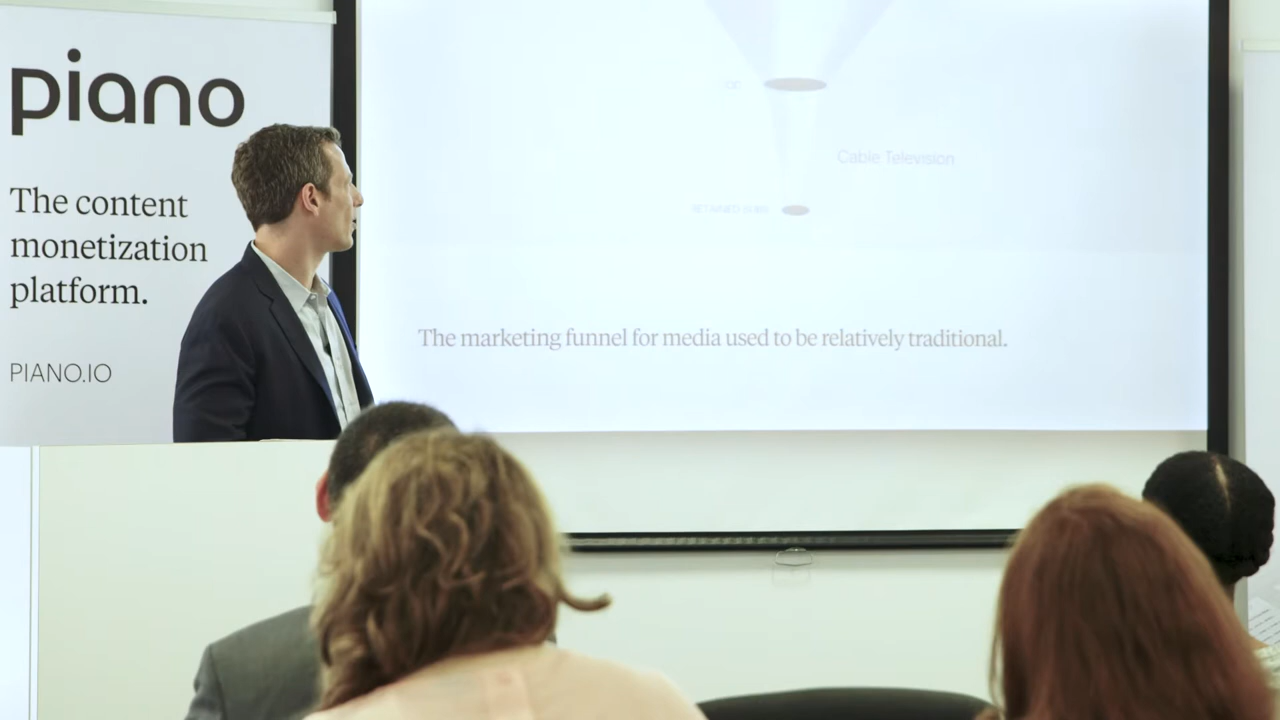 piano
The content
monetization
platform.
PIANO.IO
Cable Television
The marketing funnel for media used to be relatively traditional.